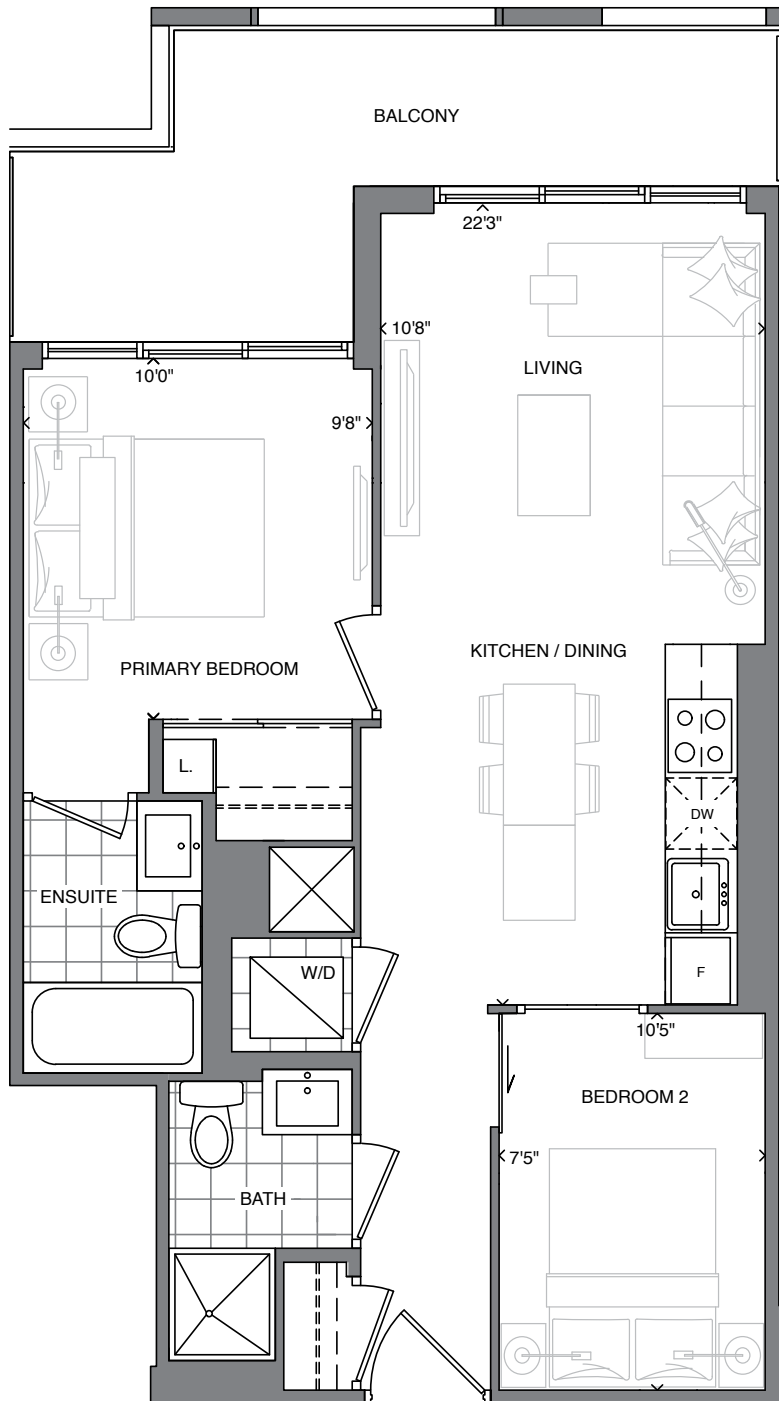 BALCONY
22'3"
10'8"
LIVING
10'0"
9'8"
KITCHEN / DINING
PRIMARY BEDROOM
L.
DW
ENSUITE
W/D
F
10'5"
BEDROOM 2
7'5"
BATH